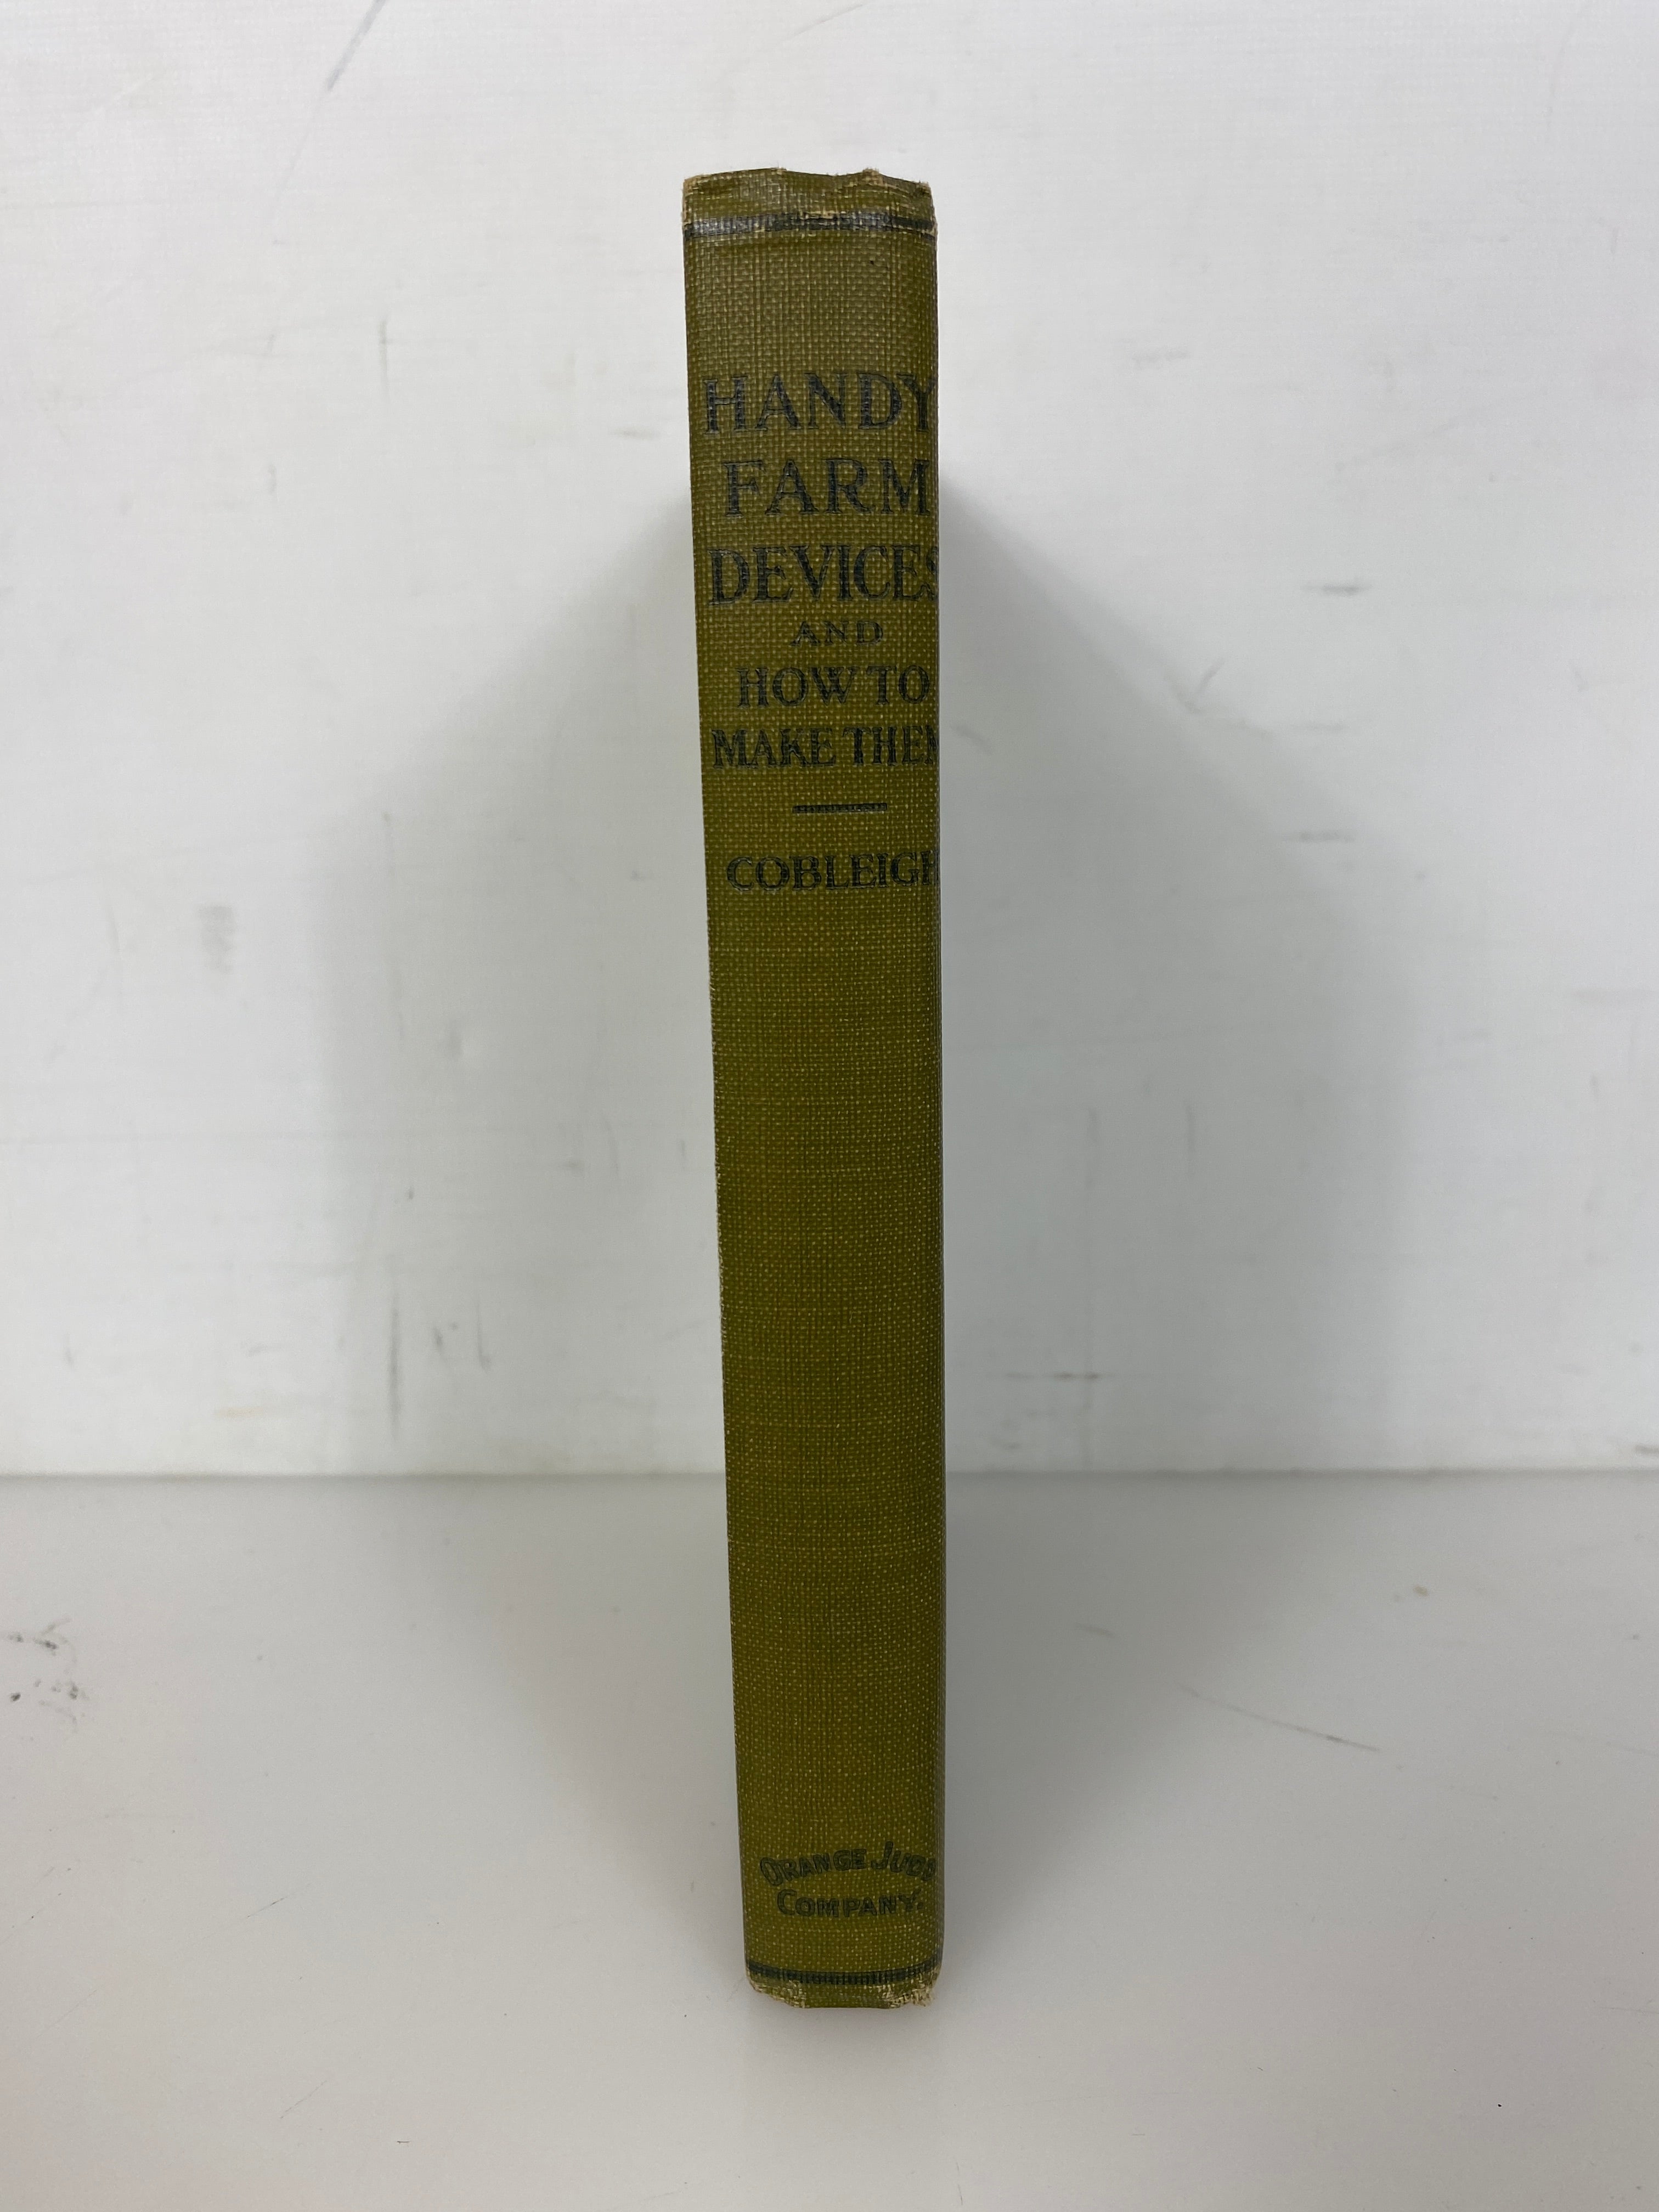 HANDY
FARM
DEVICES
AND
HOW TO
MAKE THEM
COBLEIGH
ORANGE JUDD
COMPANY.